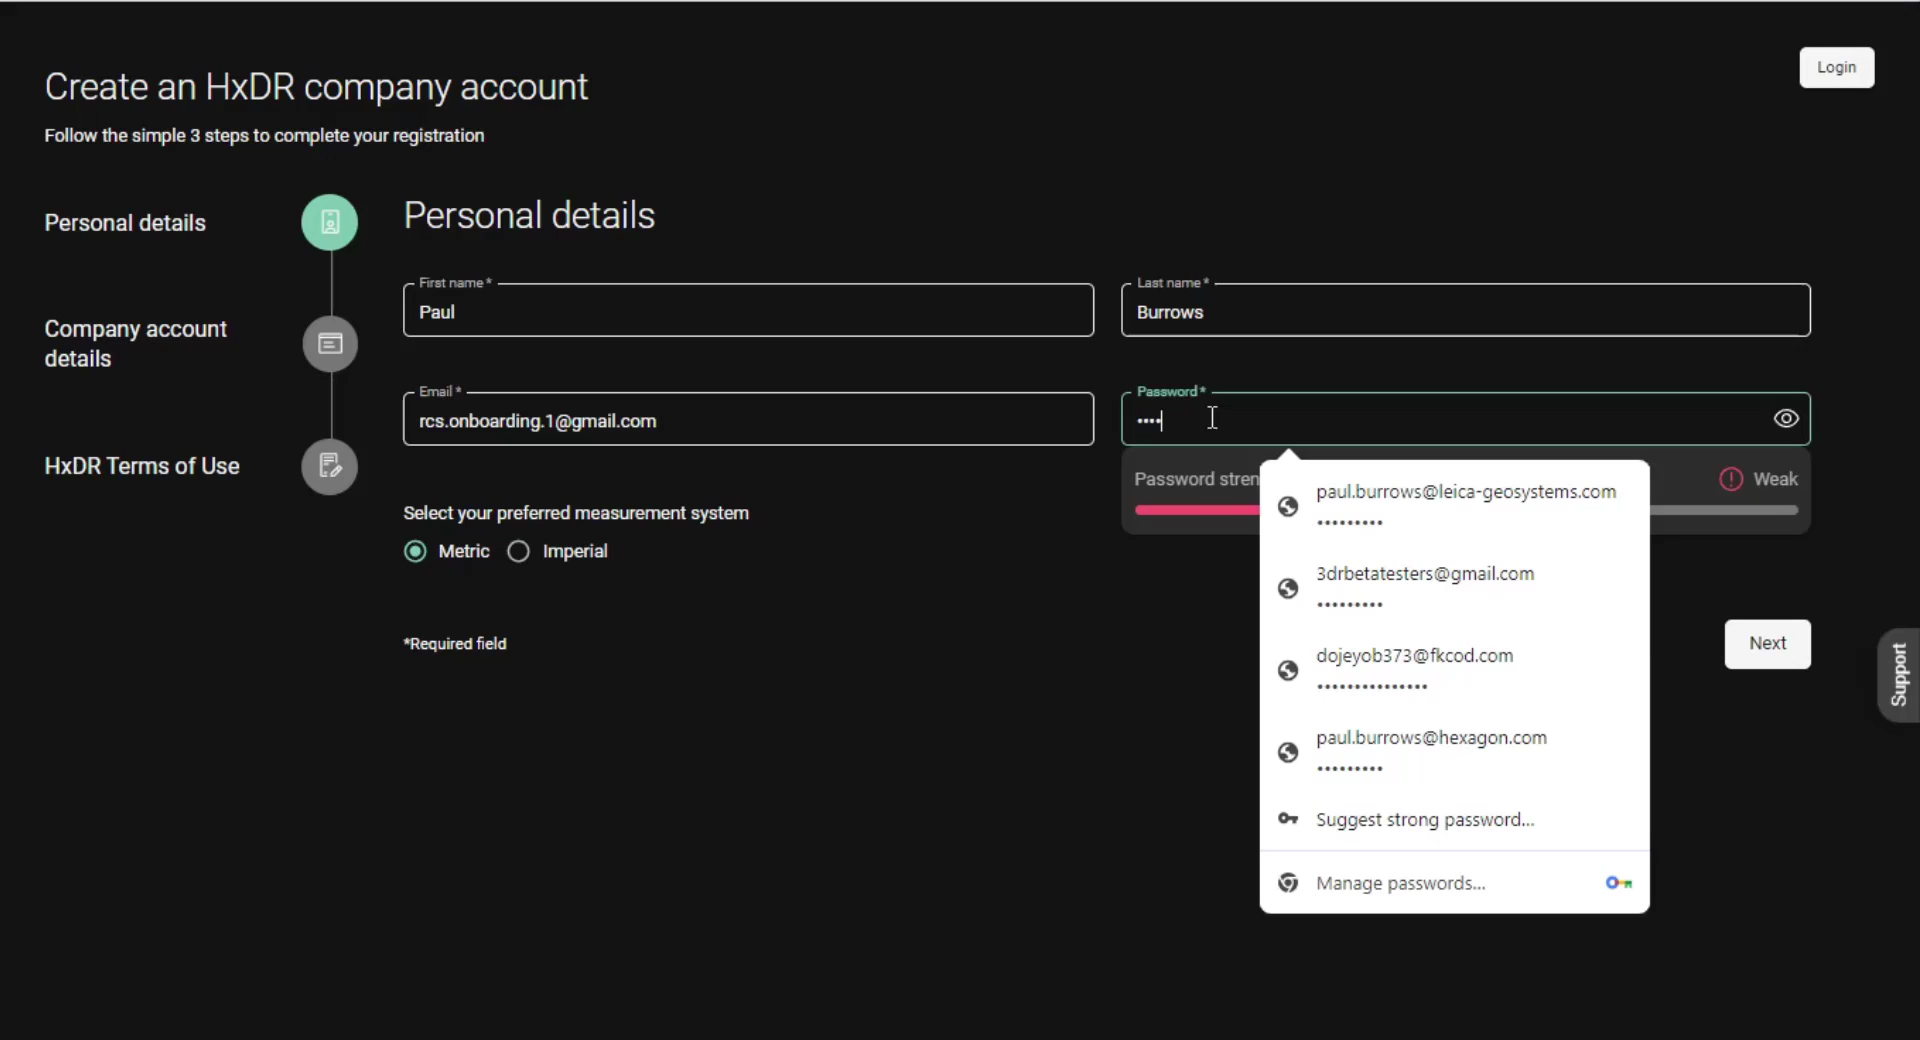 Create an HxDR company account
Login
Follow the simple 3 steps to complete your registration
Personal details
Company account
details
HxDR Terms of Use
Personal details
First name*
Paul
Last name*
Burrows
Email*
rcs.onboarding.1@gmail.com
Password*
••••
Password stren
Weak
Select your preferred measurement system
Metric
Imperial
*Required field
paul.burrows@leica-geosystems.com
•••••••••
3drbetatesters@gmail.com
•••••••••
dojeyob373@fkcod.com
•••••••••••••••
paul.burrows@hexagon.com
•••••••••
Suggest strong password...
Manage passwords...
Next
Support